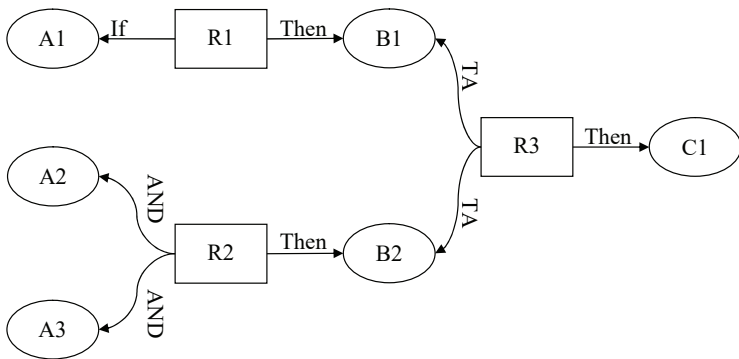 A1
If
R1
Then
B1
TA
R3
Then
C1
A2
AND
R2
Then
B2
TA
A3
AND